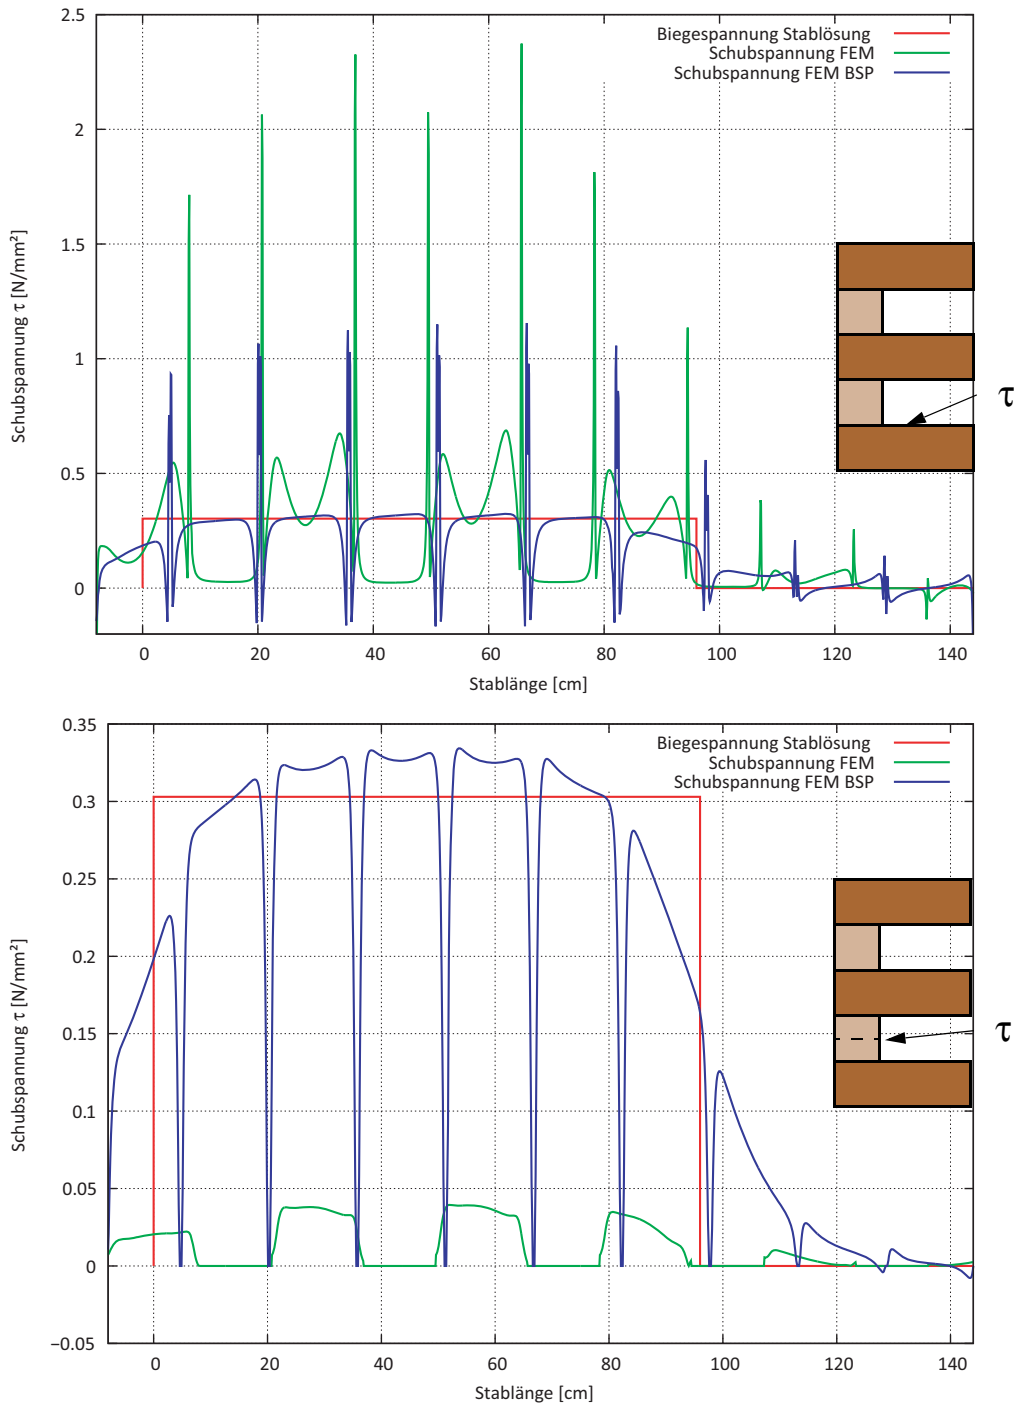 2.5
Biegespannung Stablösung
Schubspannung FEM
Schubspannung FEM BSP
2
1.5
1
0.5
0
Schubspannung τ [N/mm²]
τ
0 20 40 60 80 100 120 140
Stablänge [cm]
0.35
Biegespannung Stablösung
Schubspannung FEM
Schubspannung FEM BSP
0.3
0.25
0.2
0.15
0.1
0.05
0
−0.05
Schubspannung τ [N/mm²]
τ
0 20 40 60 80 100 120 140
Stablänge [cm]